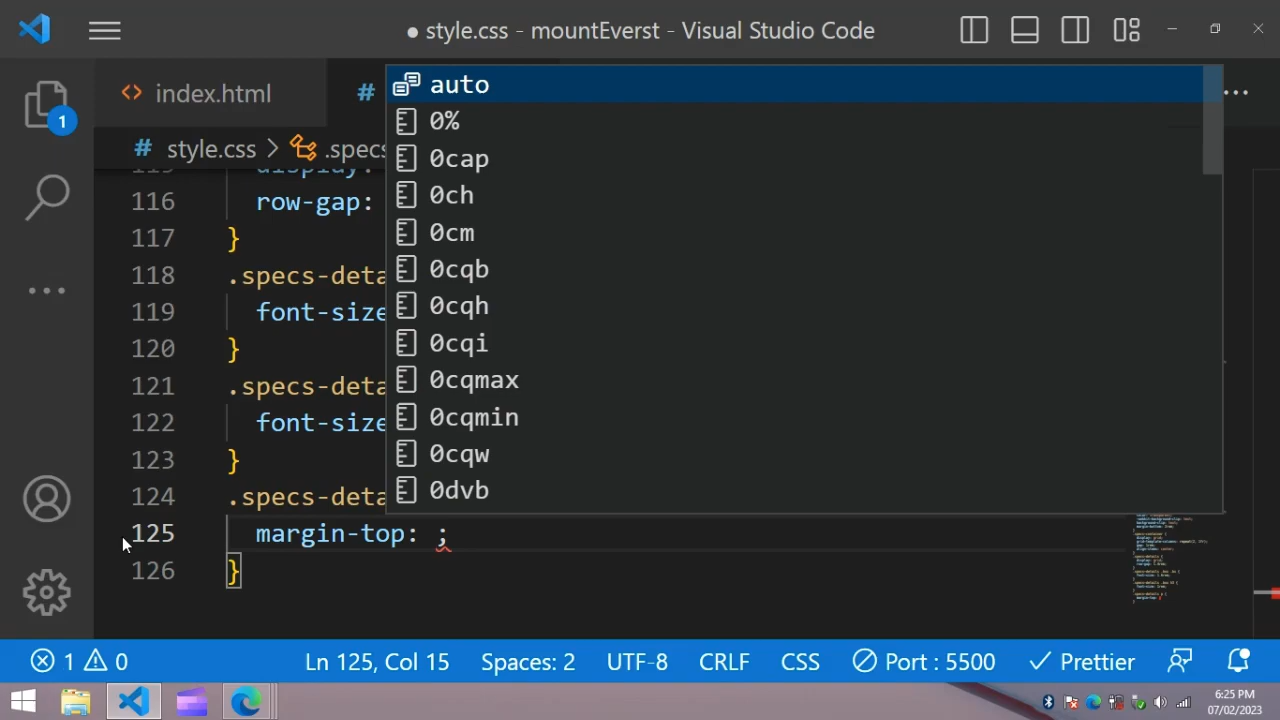 ● style.css - mountEverst - Visual Studio Code
1
<> index.html
#
# style.css > .specs
auto
0%
0cap
0ch
0cm
0cqb
0cqh
0cqi
0cqmax
0cqmin
0cqw
0dvb
116 row-gap:
117 }
118 .specs-deta
119 font-size
120 }
121 .specs-deta
122 font-size
123 }
124 .specs-deta
125 margin-top: ;
126 }
1 0 Ln 125, Col 15 Spaces: 2 UTF-8 CRLF CSS Port : 5500 Prettier
6:25 PM
07/02/2023